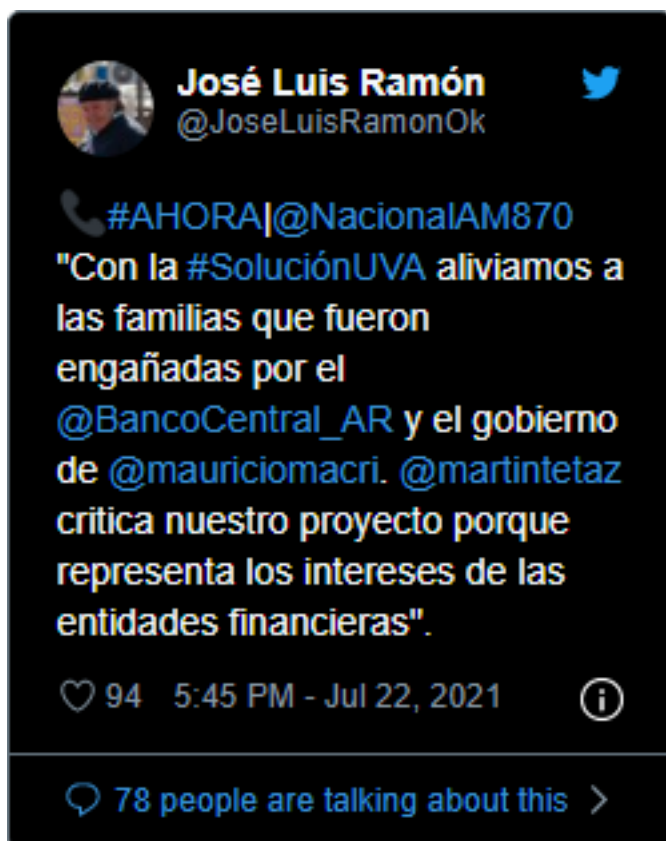 José Luis Ramón
@JoseLuisRamonOk
#AHORA|@NacionalAM870
"Con la #SoluciónUVA aliviamos a
las familias que fueron
engañadas por el
@BancoCentral_AR y el gobierno
de @mauriciomacri. @martintetaz
critica nuestro proyecto porque
representa los intereses de las
entidades financieras".
94 5:45 PM - Jul 22, 2021
78 people are talking about this